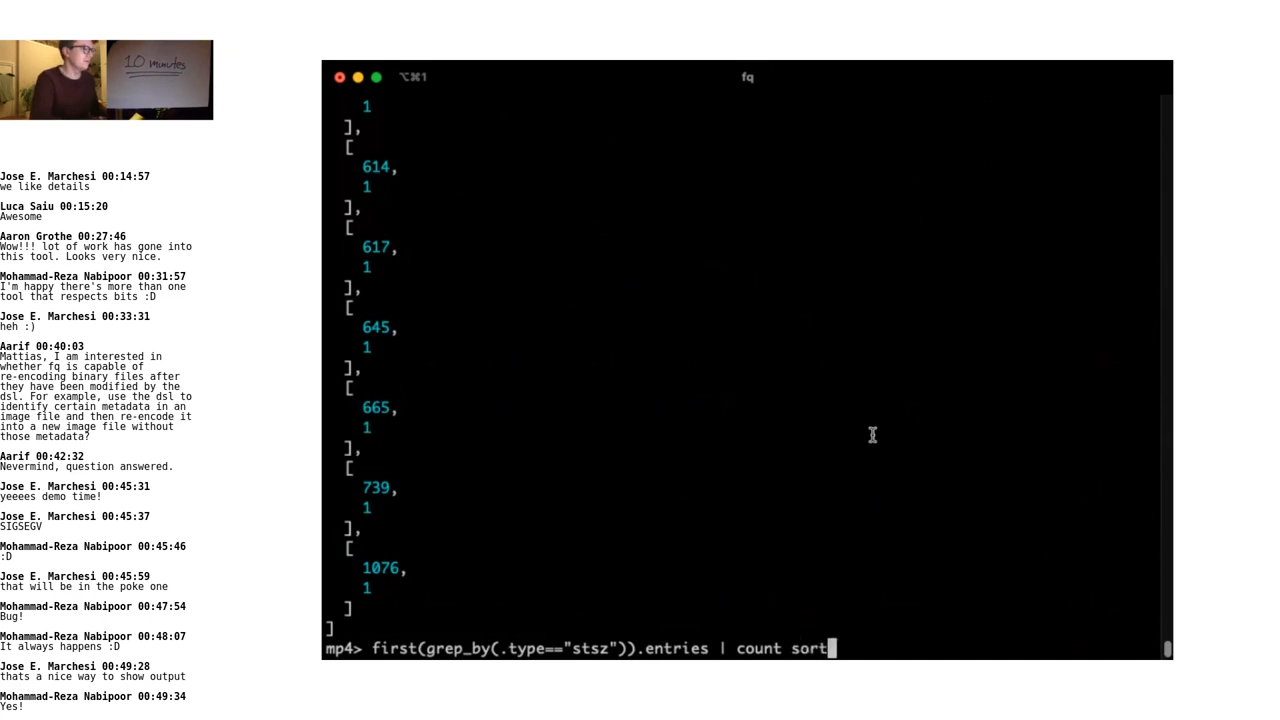 10 minutes
Jose E. Marchesi 00:14:57
we like details
Luca Saiu 00:15:20
Awesome
Aaron Grothe 00:27:46
Wow!!! lot of work has gone into
this tool. Looks very nice.
Mohammad-Reza Nabipoor 00:31:57
I'm happy there's more than one
tool that respects bits :D
Jose E. Marchesi 00:33:31
heh :)
Aarif 00:40:03
Mattias, I am interested in
whether fq is capable of
re-encoding binary files after
they have been modified by the
dsl. For example, use the dsl to
identify certain metadata in an
image file and then re-encode it
into a new image file without
those metadata?
Aarif 00:42:32
Nevermind, question answered.
Jose E. Marchesi 00:45:31
yeeees demo time!
Jose E. Marchesi 00:45:37
SIGSEGV
Mohammad-Reza Nabipoor 00:45:46
:D
Jose E. Marchesi 00:45:59
that will be in the poke one
Mohammad-Reza Nabipoor 00:47:54
Bug!
Mohammad-Reza Nabipoor 00:48:07
It always happens :D
Jose E. Marchesi 00:49:28
thats a nice way to show output
Mohammad-Reza Nabipoor 00:49:34
Yes!
⌥⌘1 fq
1
],
[
614,
1
],
[
617,
1
],
[
645,
1
],
[
665,
1
],
[
739,
1
],
[
1076,
1
]
]
mp4> first(grep_by(.type=="stsz")).entries | count sort